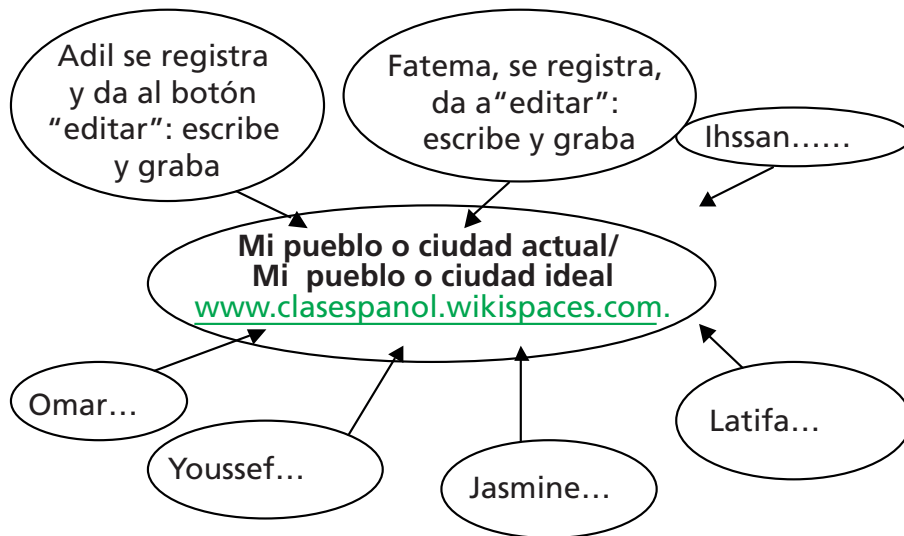 Adil se registra
y da al botón
“editar”: escribe
y graba
Fatema, se registra,
da a“editar”:
escribe y graba
Ihssan......
Mi pueblo o ciudad actual/
Mi pueblo o ciudad ideal
www.clasespanol.wikispaces.com.
Omar...
Youssef...
Jasmine...
Latifa...